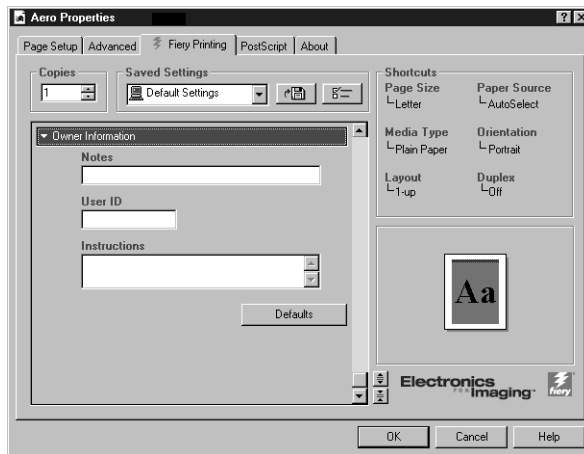 Aero Properties
Page Setup Advanced Fiery Printing PostScript About
Copies
1
Saved Settings
Default Settings
Owner Information
Notes
User ID
Instructions
Defaults
Shortcuts
Page Size
Letter
Paper Source
AutoSelect
Media Type
Plain Paper
Orientation
Portrait
Layout
1-up
Duplex
Off
Aa
Electronics
FOR Imaging™
fiery
OK Cancel Help